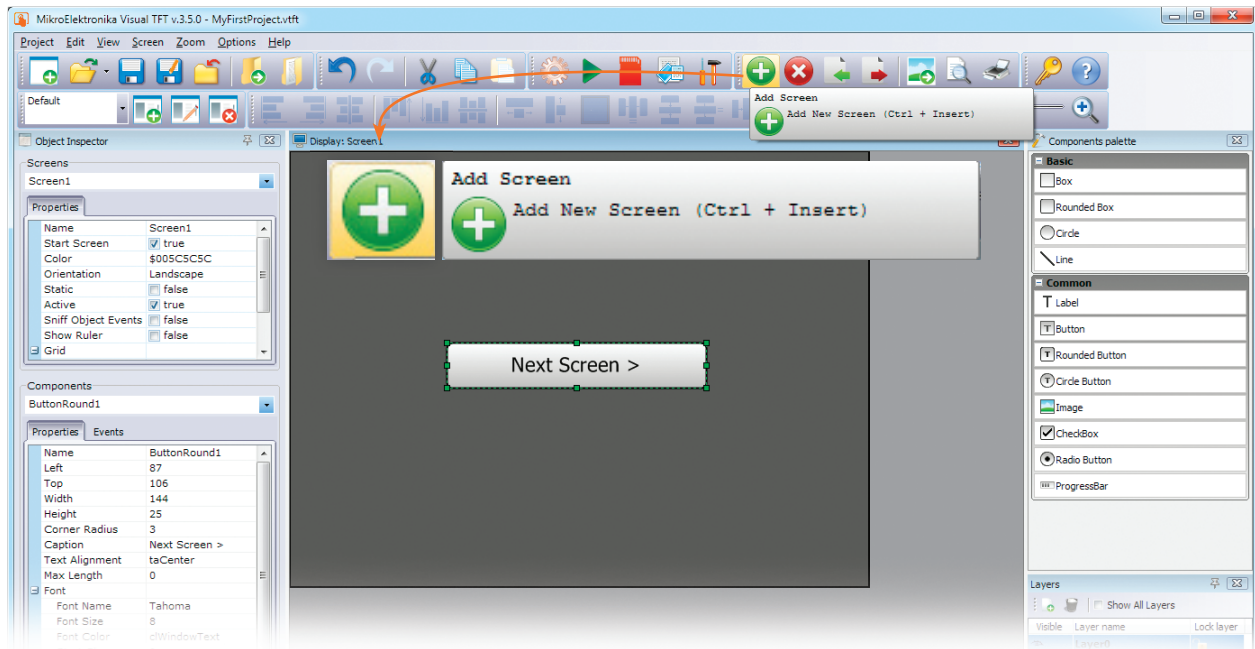 MikroElektronika Visual TFT v.3.5.0 - MyFirstProject.vtft
Project Edit View Screen Zoom Options Help
Default
Add Screen
Add New Screen (Ctrl + Insert)
Object Inspector
Display: Screen1
Components palette
Screens
Screen1
Properties
Name Screen1
Start Screen true
Color $005C5C5C
Orientation Landscape
Static false
Active true
Sniff Object Events false
Show Ruler false
Grid
Components
ButtonRound1
Properties Events
Name ButtonRound1
Left 87
Top 106
Width 144
Height 25
Corner Radius 3
Caption Next Screen >
Text Alignment taCenter
Max Length 0
Font
Font Name Tahoma
Font Size 8
Font Color clWindowText
Add Screen
Add New Screen (Ctrl + Insert)
Next Screen >
Basic
Box
Rounded Box
Circle
Line
Common
T Label
T Button
T Rounded Button
T Circle Button
Image
CheckBox
Radio Button
ProgressBar
Layers
Show All Layers
Visible Layer name Lock layer
Layer0